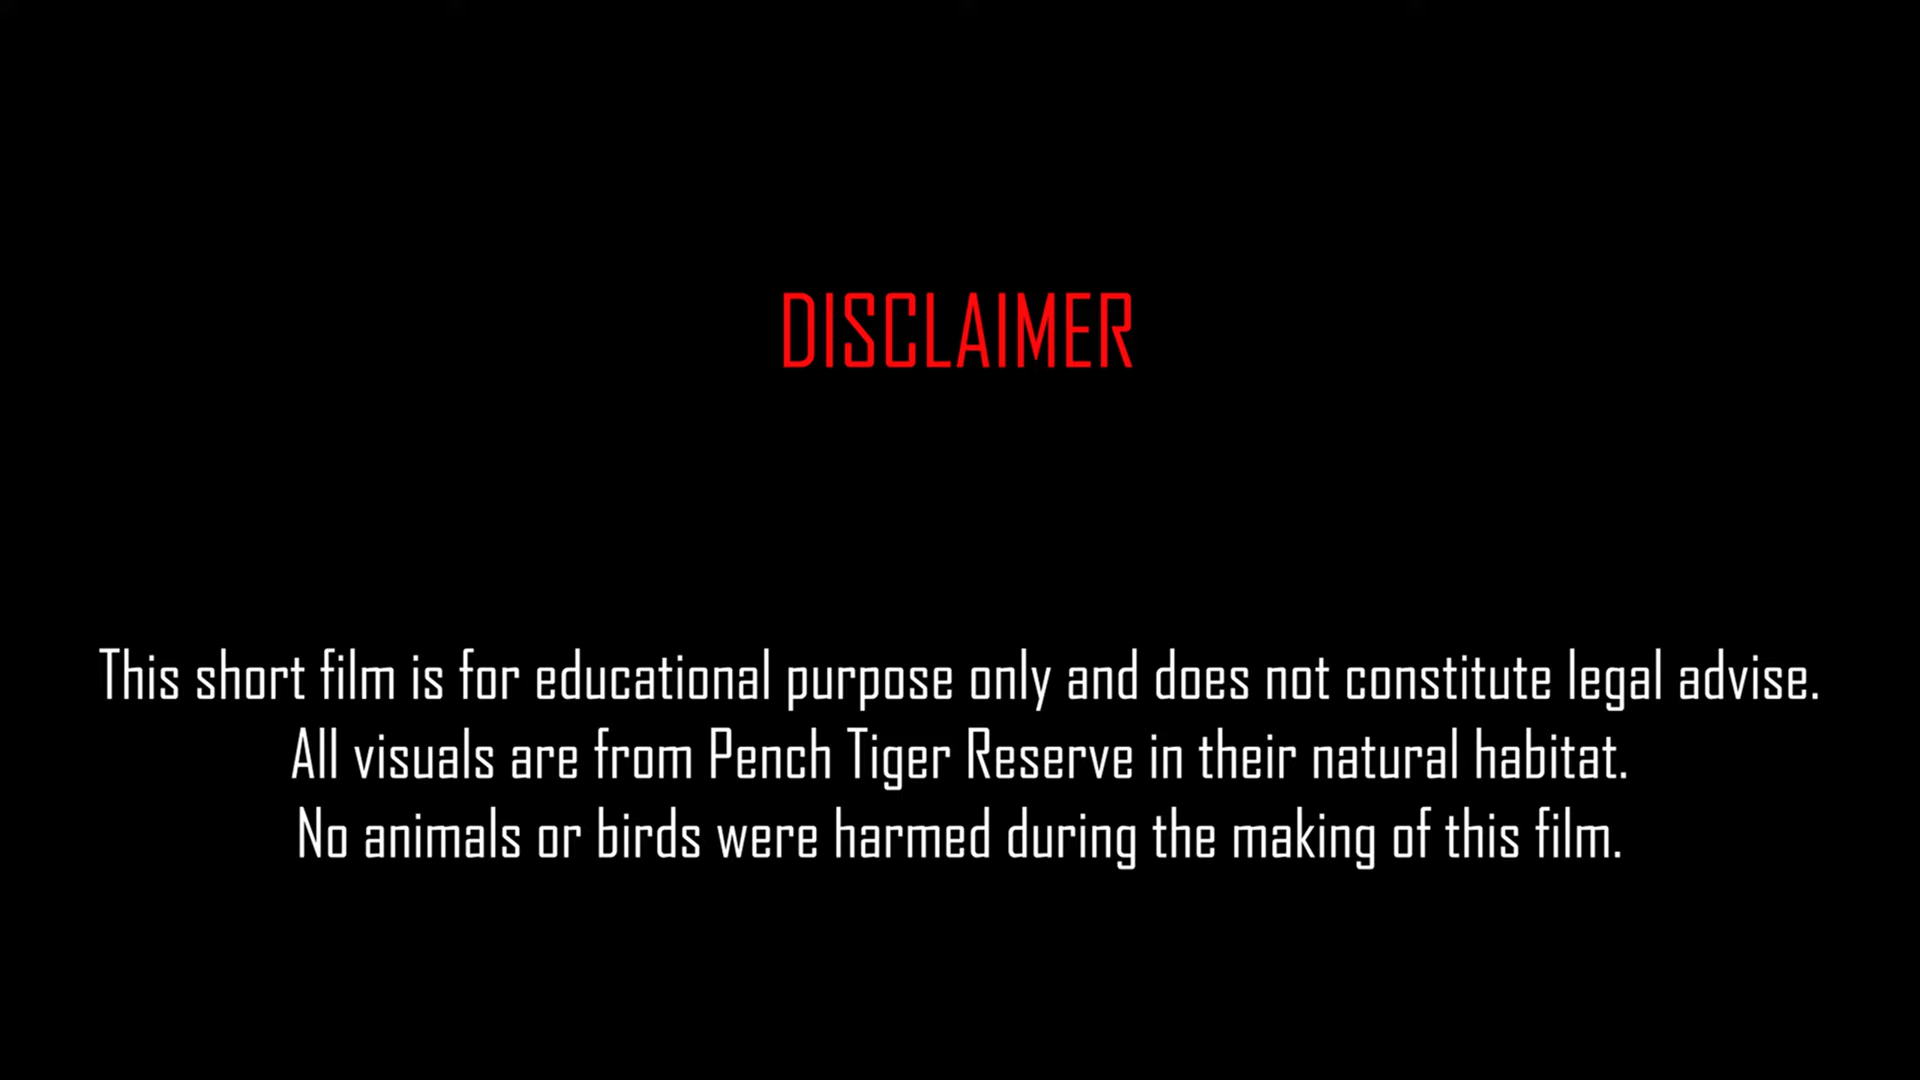 DISCLAIMER
This short film is for educational purpose only and does not constitute legal advise.
All visuals are from Pench Tiger Reserve in their natural habitat.
No animals or birds were harmed during the making of this film.